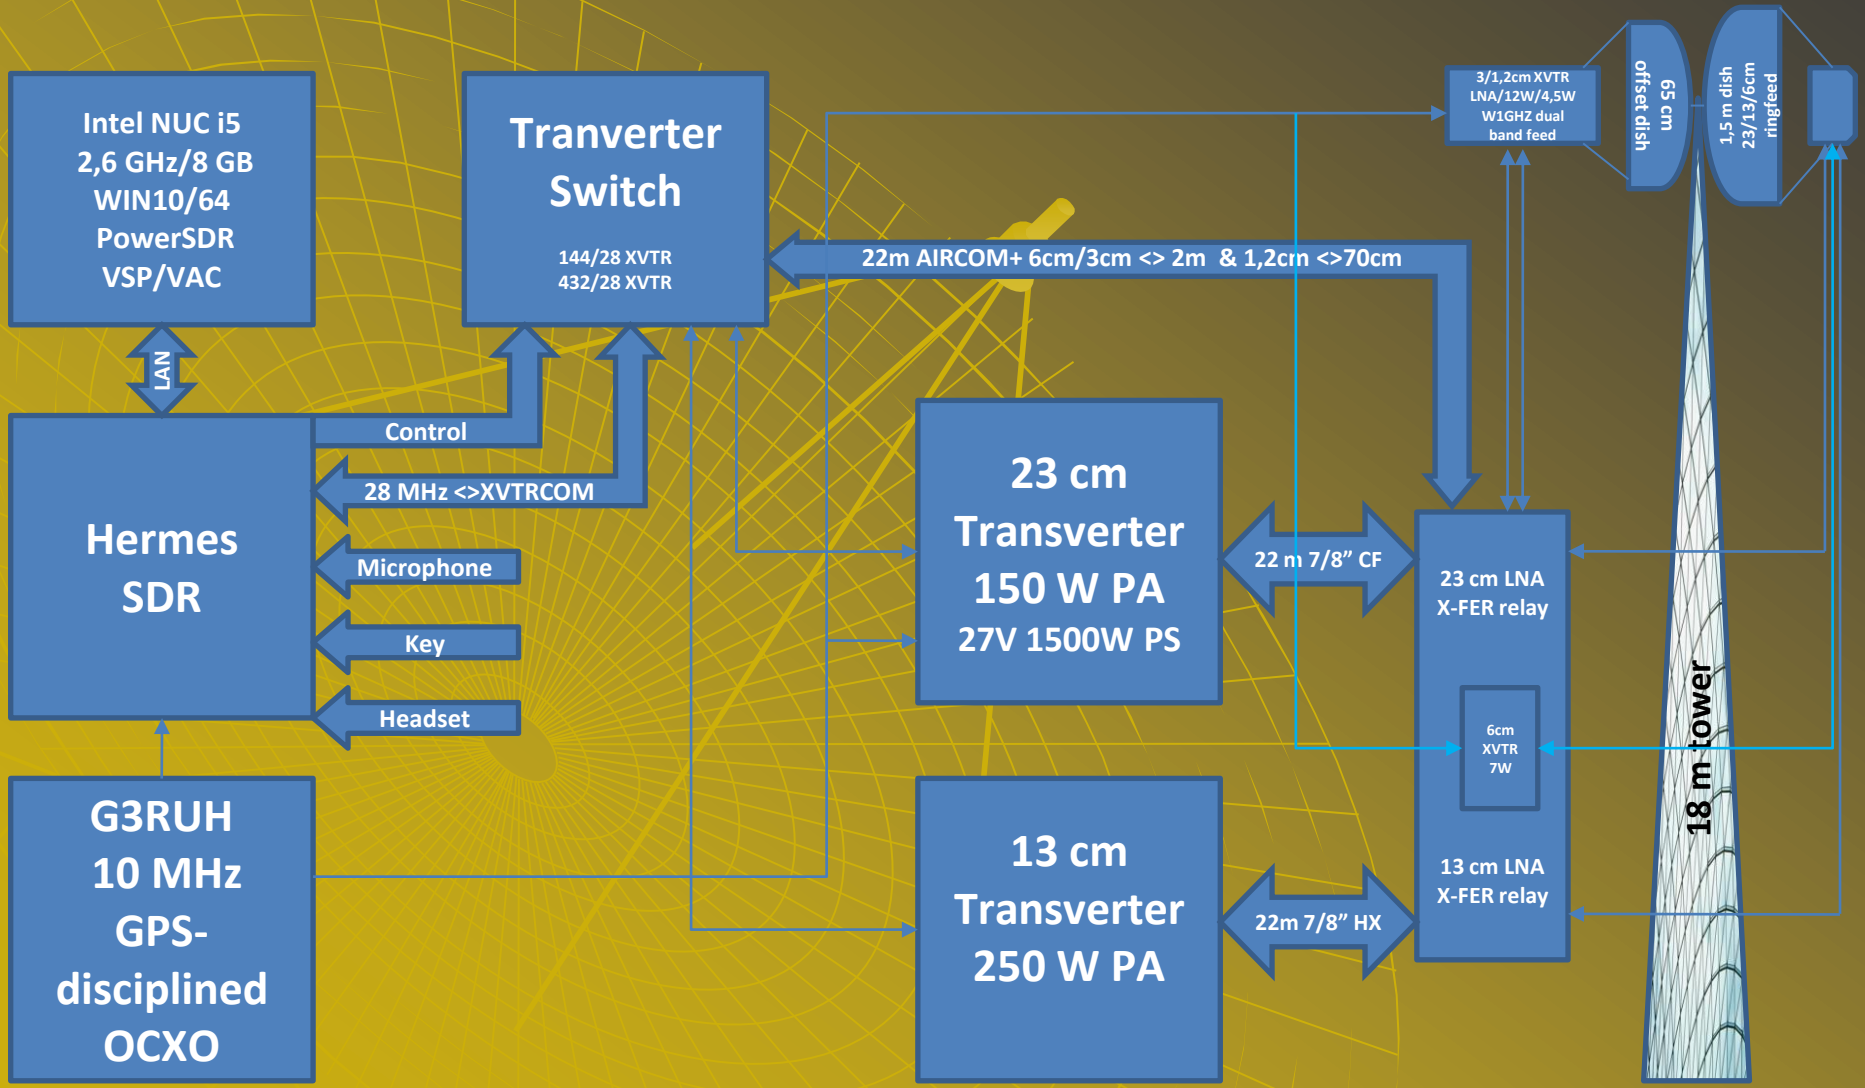 Intel NUC i5
2,6 GHz/8 GB
WIN10/64
PowerSDR
VSP/VAC
Tranverter
Switch
144/28 XVTR
432/28 XVTR
3/1,2cm XVTR
LNA/12W/4,5W
W1GHZ dual
band feed
65 cm
offset dish
1,5 m dish
23/13/6cm
ringfeed
22m AIRCOM+ 6cm/3cm <> 2m & 1,2cm <>70cm
LAN
Control
28 MHz <>XVTRCOM
Hermes
SDR
Microphone
Key
Headset
23 cm
Transverter
150 W PA
27V 1500W PS
22 m 7/8” CF
23 cm LNA
X-FER relay
6cm
XVTR
7W
13 cm LNA
X-FER relay
18 m tower
G3RUH
10 MHz
GPS-
disciplined
OCXO
13 cm
Transverter
250 W PA
22m 7/8” HX